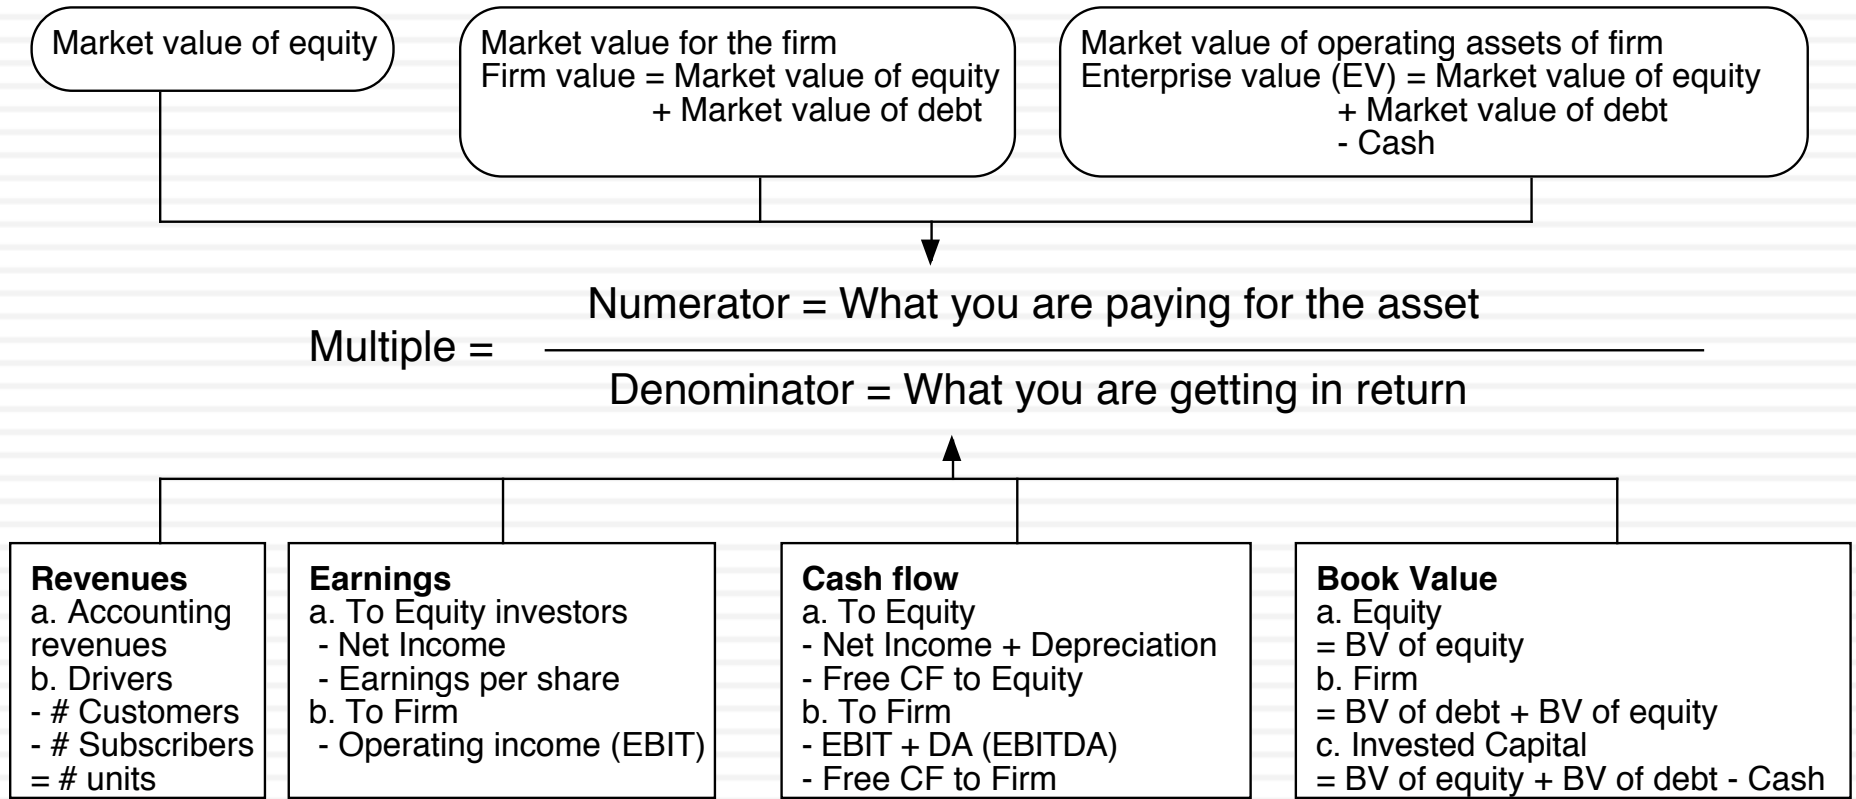 Market value of equity
Market value for the firm
Firm value = Market value of equity
+ Market value of debt
Market value of operating assets of firm
Enterprise value (EV) = Market value of equity
+ Market value of debt
- Cash
Numerator = What you are paying for the asset
Multiple =
Denominator = What you are getting in return
Revenues
a. Accounting
revenues
b. Drivers
- # Customers
- # Subscribers
= # units
Earnings
a. To Equity investors
- Net Income
- Earnings per share
b. To Firm
- Operating income (EBIT)
Cash flow
a. To Equity
- Net Income + Depreciation
- Free CF to Equity
b. To Firm
- EBIT + DA (EBITDA)
- Free CF to Firm
Book Value
a. Equity
= BV of equity
b. Firm
= BV of debt + BV of equity
c. Invested Capital
= BV of equity + BV of debt - Cash